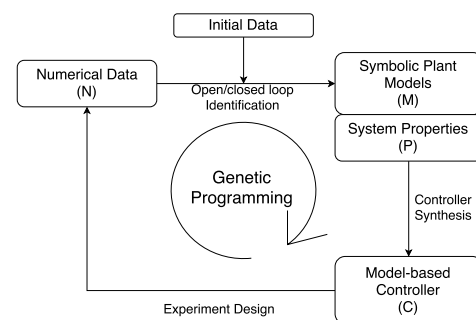 Initial Data
Numerical Data
(N)
Open/closed loop
Identification
Symbolic Plant
Models
(M)
System Properties
(P)
Genetic
Programming
Controller
Synthesis
Model-based
Controller
(C)
Experiment Design